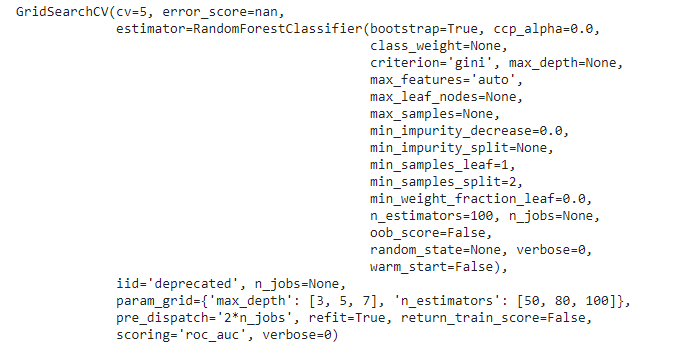 GridSearchCV(cv=5, error_score=nan,
estimator=RandomForestClassifier(bootstrap=True, ccp_alpha=0.0,
class_weight=None,
criterion='gini', max_depth=None,
max_features='auto',
max_leaf_nodes=None,
max_samples=None,
min_impurity_decrease=0.0,
min_impurity_split=None,
min_samples_leaf=1,
min_samples_split=2,
min_weight_fraction_leaf=0.0,
n_estimators=100, n_jobs=None,
oob_score=False,
random_state=None, verbose=0,
warm_start=False),
iid='deprecated', n_jobs=None,
param_grid={'max_depth': [3, 5, 7], 'n_estimators': [50, 80, 100]},
pre_dispatch='2*n_jobs', refit=True, return_train_score=False,
scoring='roc_auc', verbose=0)